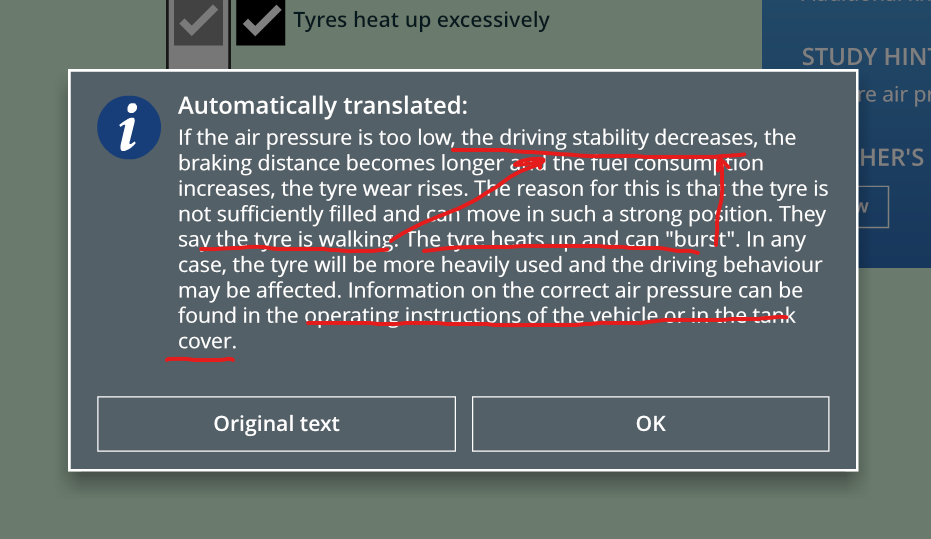 Tyres heat up excessively
STUDY HINT
re air pr
HER'S
W
Automatically translated:
If the air pressure is too low, the driving stability decreases, the
braking distance becomes longer and the fuel consumption
increases, the tyre wear rises. The reason for this is that the tyre is
not sufficiently filled and can move in such a strong position. They
say the tyre is walking. The tyre heats up and can "burst". In any
case, the tyre will be more heavily used and the driving behaviour
may be affected. Information on the correct air pressure can be
found in the operating instructions of the vehicle or in the tank
cover.
Original text
OK